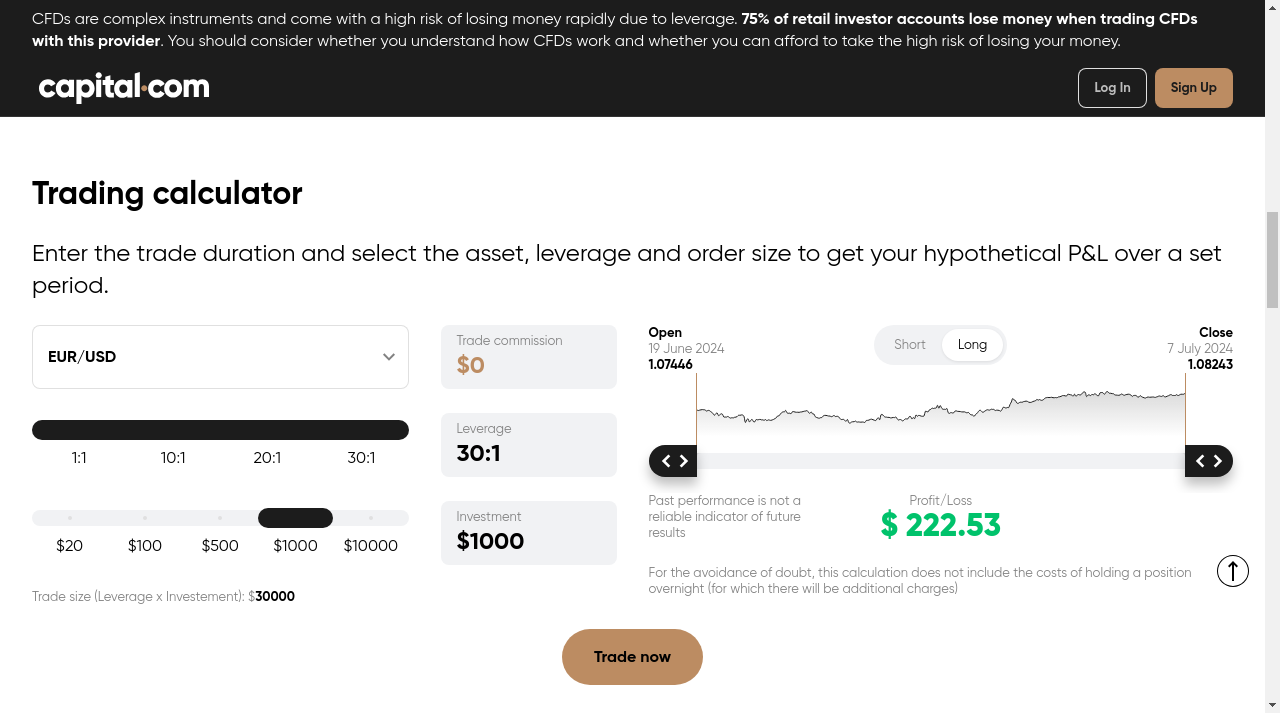 CFDs are complex instruments and come with a high risk of losing money rapidly due to leverage. 75% of retail investor accounts lose money when trading CFDs
with this provider. You should consider whether you understand how CFDs work and whether you can afford to take the high risk of losing your money.
capital.com
Log In
Sign Up
Trading calculator
Enter the trade duration and select the asset, leverage and order size to get your hypothetical P&L over a set
period.
EUR/USD
1:1
10:1
20:1
30:1
$20
$100
$500
$1000
$10000
Trade size (Leverage x Investement): $30000
Trade commission
$0
Leverage
30:1
Investment
$1000
Open
19 June 2024
1.07446
Short
Long
Close
7 July 2024
1.08243
Past performance is not a
reliable indicator of future
results
Profit/Loss
$ 222.53
For the avoidance of doubt, this calculation does not include the costs of holding a position
overnight (for which there will be additional charges)
Trade now